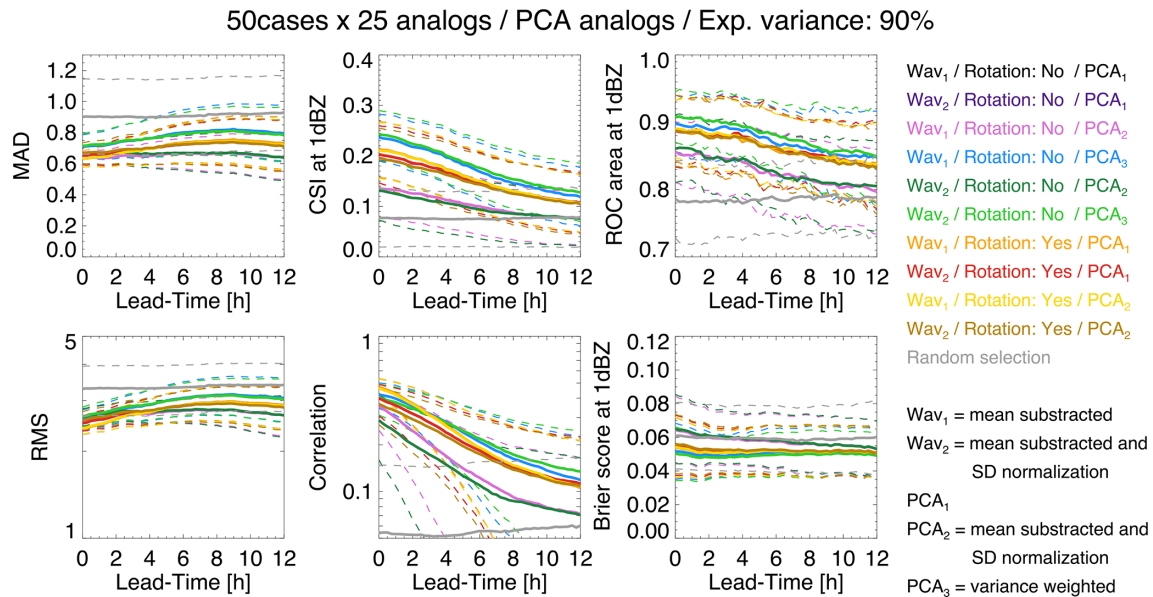 50cases x 25 analogs / PCA analogs / Exp. variance: 90%
MAD
1.2
1.0
0.8
0.6
0.4
0.2
0.0
0 2 4 6 8 10 12
Lead-Time [h]
CSI at 1dBZ
0.4
0.3
0.2
0.1
0.0
0 2 4 6 8 10 12
Lead-Time [h]
ROC area at 1dBZ
1.0
0.9
0.8
0.7
0 2 4 6 8 10 12
Lead-Time [h]
RMS
5
1
0 2 4 6 8 10 12
Lead-Time [h]
Correlation
1
0.1
0 2 4 6 8 10 12
Lead-Time [h]
Brier score at 1dBZ
0.12
0.10
0.08
0.06
0.04
0.02
0.00
0 2 4 6 8 10 12
Lead-Time [h]
Wav₁ / Rotation: No / PCA₁
Wav₂ / Rotation: No / PCA₁
Wav₁ / Rotation: No / PCA₂
Wav₁ / Rotation: No / PCA₃
Wav₂ / Rotation: No / PCA₂
Wav₂ / Rotation: No / PCA₃
Wav₁ / Rotation: Yes / PCA₁
Wav₂ / Rotation: Yes / PCA₁
Wav₁ / Rotation: Yes / PCA₂
Wav₂ / Rotation: Yes / PCA₂
Random selection
Wav₁ = mean substracted
Wav₂ = mean substracted and
SD normalization
PCA₁
PCA₂ = mean substracted and
SD normalization
PCA₃ = variance weighted